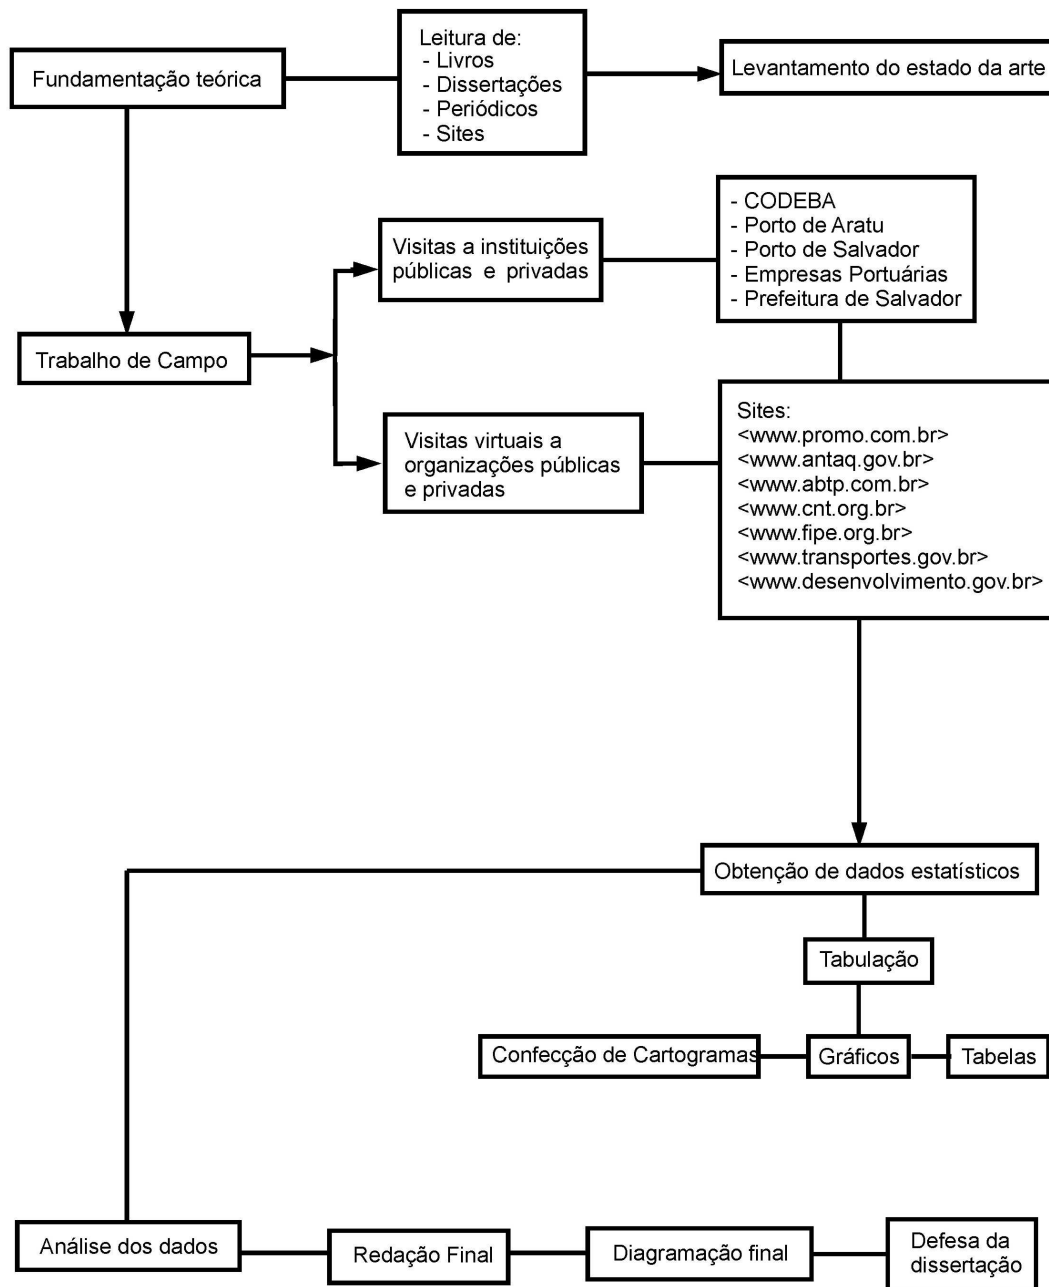 Fundamentação teórica
Leitura de:
- Livros
- Dissertações
- Periódicos
- Sites
Levantamento do estado da arte
Visitas a instituições
públicas e privadas
- CODEBA
- Porto de Aratu
- Porto de Salvador
- Empresas Portuárias
- Prefeitura de Salvador
Trabalho de Campo
Visitas virtuais a
organizações públicas
e privadas
Sites:
<www.promo.com.br>
<www.antaq.gov.br>
<www.abtp.com.br>
<www.cnt.org.br>
<www.fipe.org.br>
<www.transportes.gov.br>
<www.desenvolvimento.gov.br>
Obtenção de dados estatísticos
Tabulação
Confecção de Cartogramas
Gráficos
Tabelas
Análise dos dados
Redação Final
Diagramação final
Defesa da
dissertação